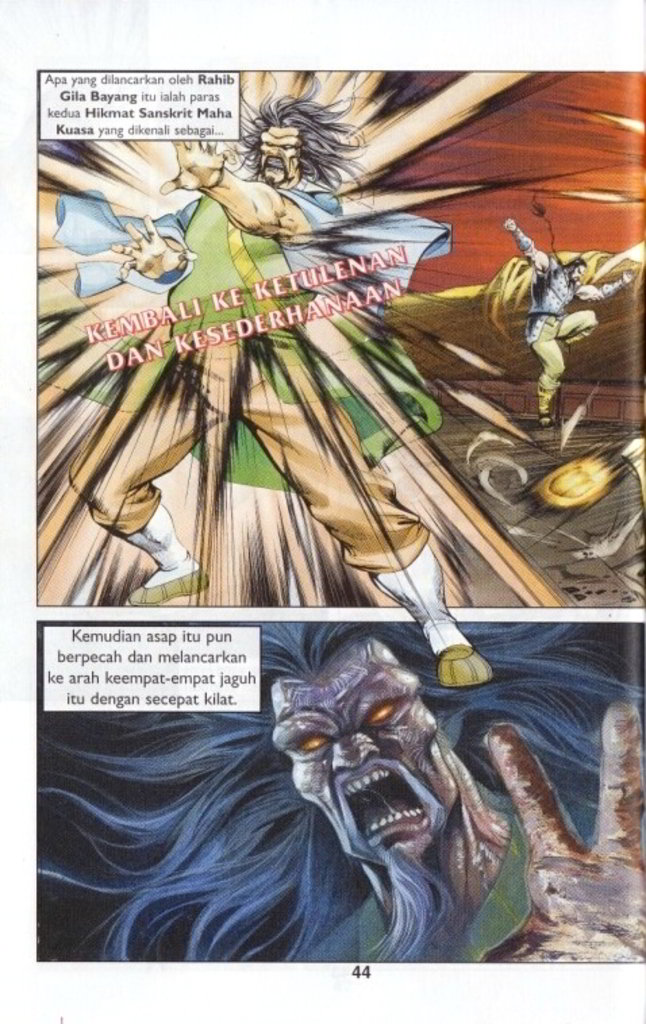 Apa yang dilancarkan oleh Rahib
Gila Bayang itu ialah paras
kedua Hikmat Sanskrit Maha
Kuasa yang dikenali sebagai...
KEMBALI KE KETULENAN
DAN KESEDERHANAAN
Kemudian asap itu pun
berpecah dan melancarkan
ke arah keempat-empat jaguh
itu dengan secepat kilat.
44